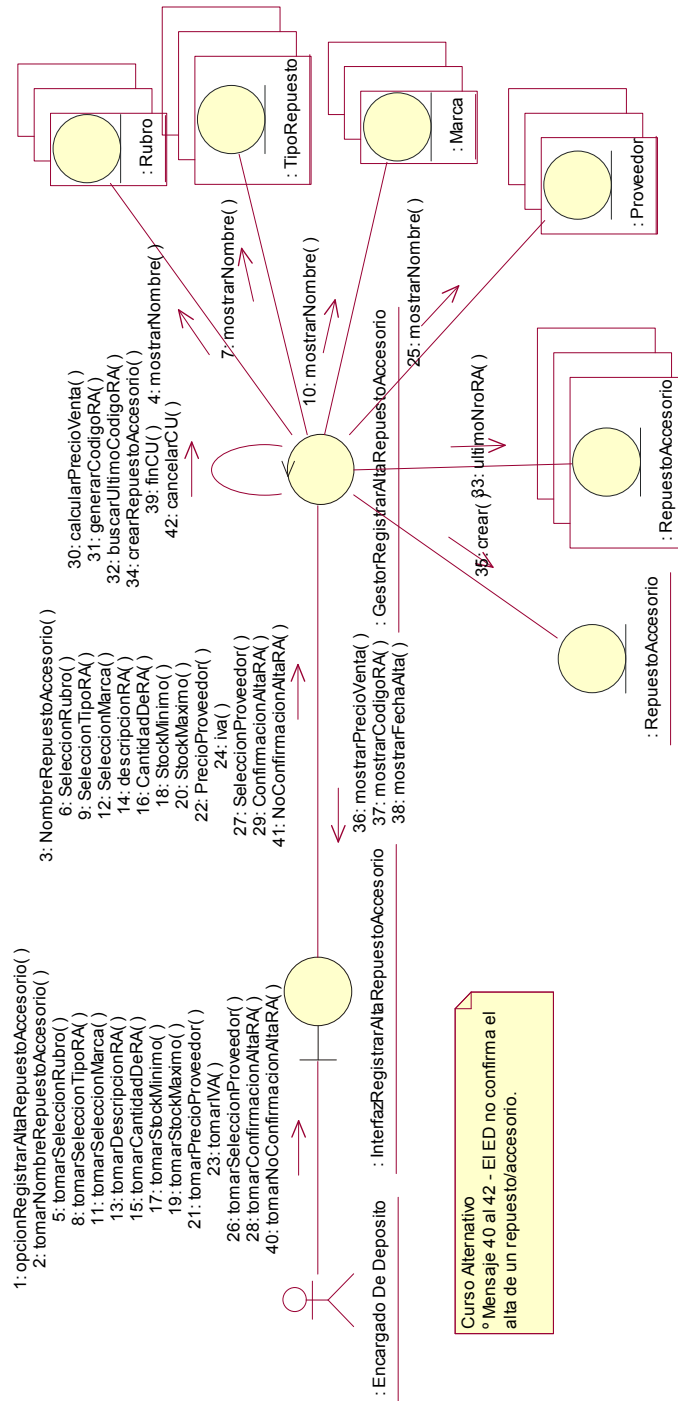 1: opcionRegistrarAltaRepuestoAccesorio( )
2: tomarNombreRepuestoAccesorio( )
5: tomarSeleccionRubro( )
8: tomarSeleccionTipoRA( )
11: tomarSeleccionMarca( )
13: tomarDescripcionRA( )
15: tomarCantidadDeRA( )
17: tomarStockMinimo( )
19: tomarStockMaximo( )
21: tomarPrecioProveedor( )
23: tomarIVA( )
26: tomarSeleccionProveedor( )
28: tomarConfirmacionAltaRA( )
40: tomarNoConfirmacionAltaRA( )
: Encargado De Deposito
: InterfazRegistrarAltaRepuestoAccesorio
3: NombreRepuestoAccesorio( )
6: SeleccionRubro( )
9: SeleccionTipoRA( )
12: SeleccionMarca( )
14: descripcionRA( )
16: CantidadDeRA( )
18: StockMinimo( )
20: StockMaximo( )
22: PrecioProveedor( )
24: iva( )
27: SeleccionProveedor( )
29: ConfirmacionAltaRA( )
41: NoConfirmacionAltaRA( )
36: mostrarPrecioVenta( )
37: mostrarCodigoRA( )
38: mostrarFechaAlta( )
30: calcularPrecioVenta( )
31: generarCodigoRA( )
32: buscarUltimoCodigoRA( )
34: crearRepuestoAccesorio( )
39: finCU( )
42: cancelarCU( )
: GestorRegistrarAltaRepuestoAccesorio
4: mostrarNombre( )
: Rubro
7: mostrarNombre( )
: TipoRepuesto
10: mostrarNombre( )
: Marca
25: mostrarNombre( )
: Proveedor
33: ultimoNroRA( )
: RepuestoAccesorio
35: crear( )
: RepuestoAccesorio
Curso Alternativo
º Mensaje 40 al 42 - El ED no confirma el
alta de un repuesto/accesorio.